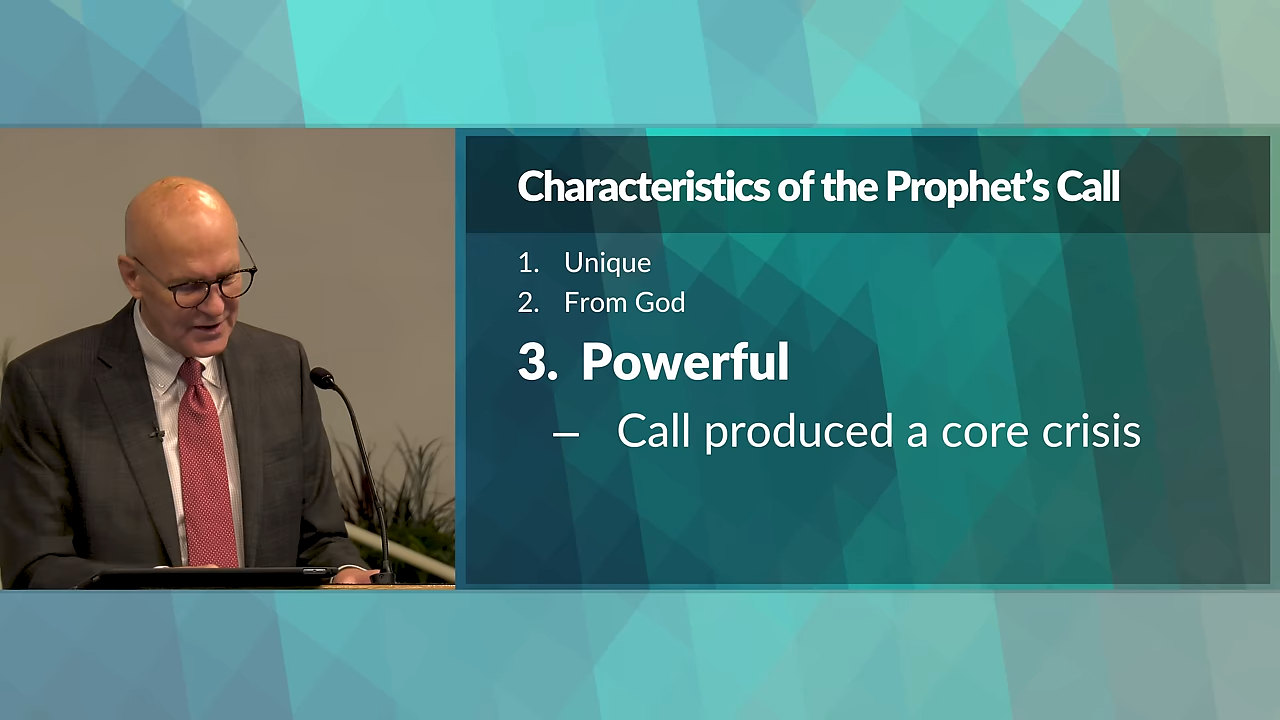 Characteristics of the Prophet’s Call
1. Unique
2. From God
3. Powerful
– Call produced a core crisis